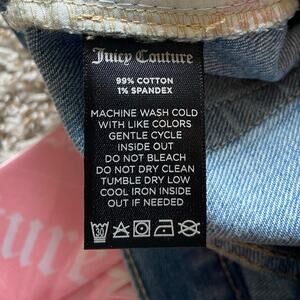 Juicy Couture
99% COTTON
1% SPANDEX
MACHINE WASH COLD
WITH LIKE COLORS
GENTLE CYCLE
INSIDE OUT
DO NOT BLEACH
DO NOT DRY CLEAN
TUMBLE DRY LOW
COOL IRON INSIDE
OUT IF NEEDED
30